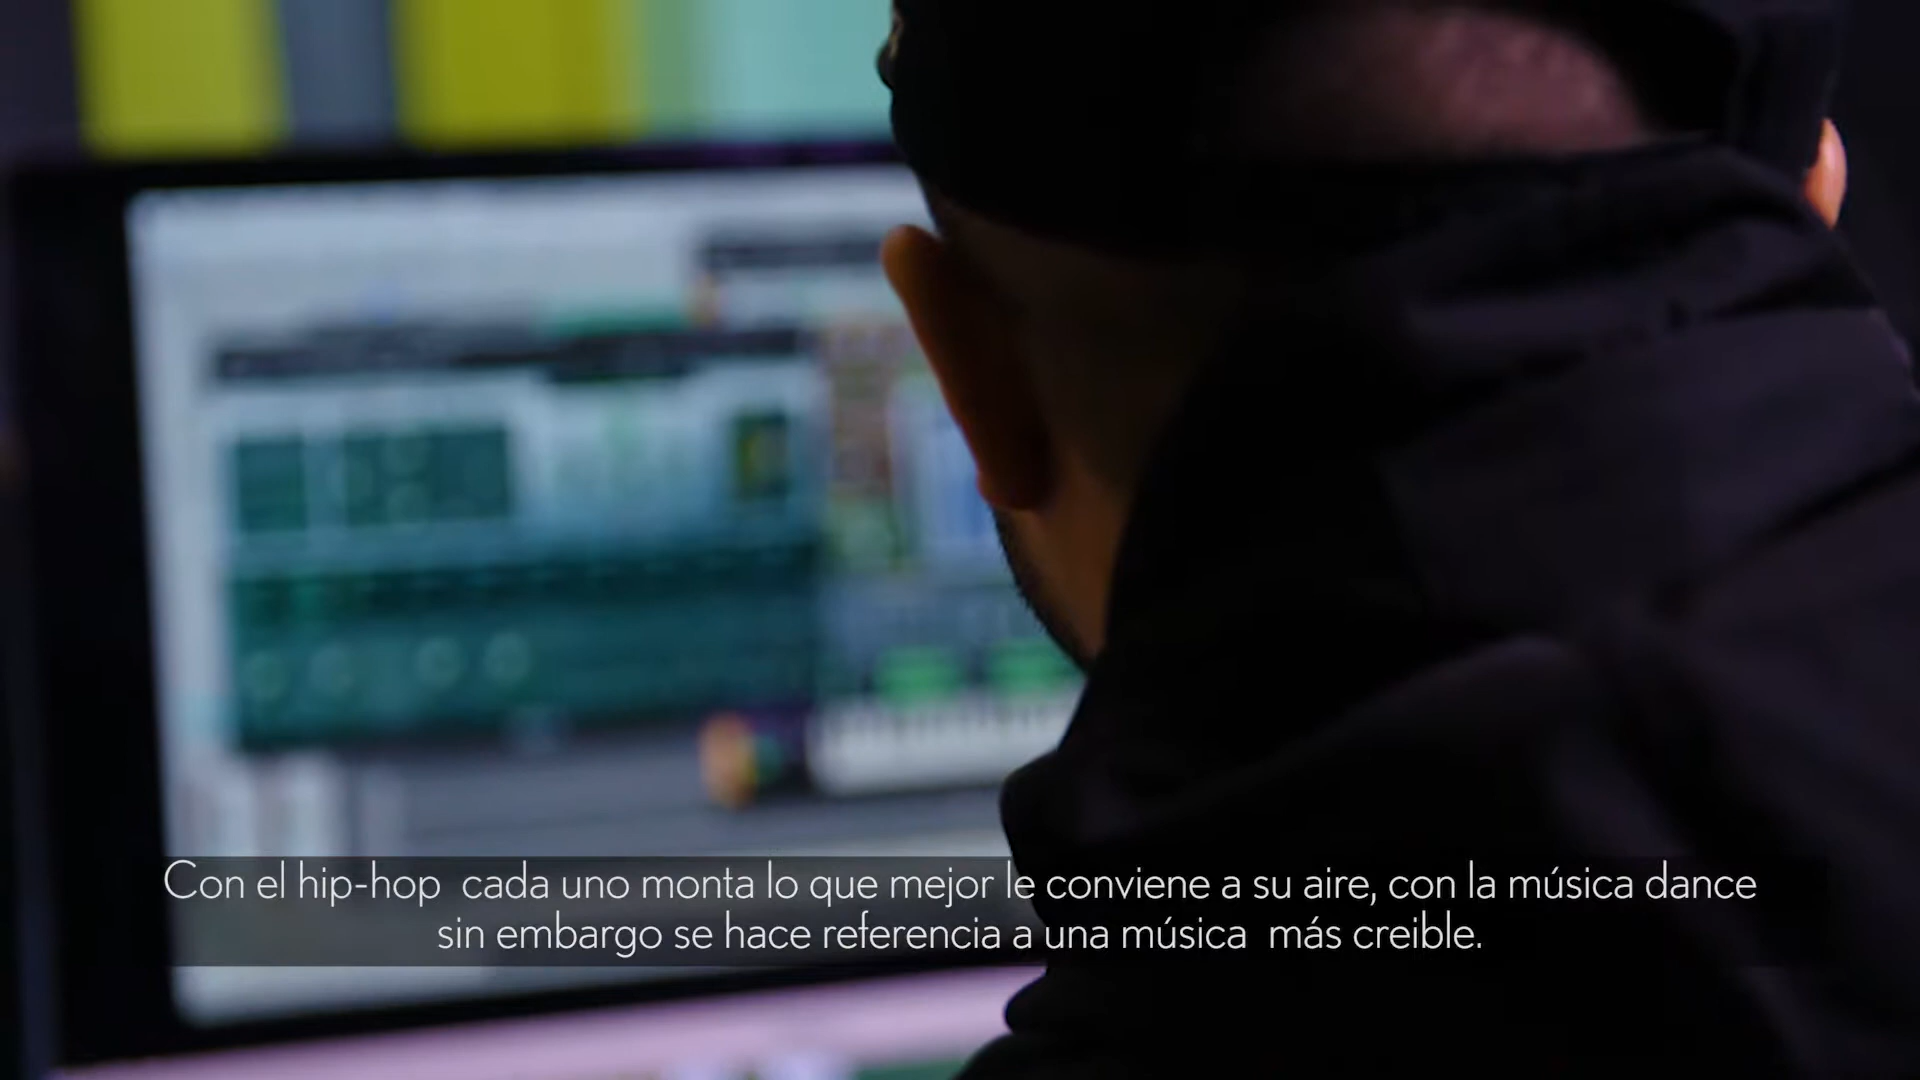 Con el hip-hop  cada uno monta lo que mejor le conviene a su aire, con la música dance
sin embargo se hace referencia a una música  más creible.